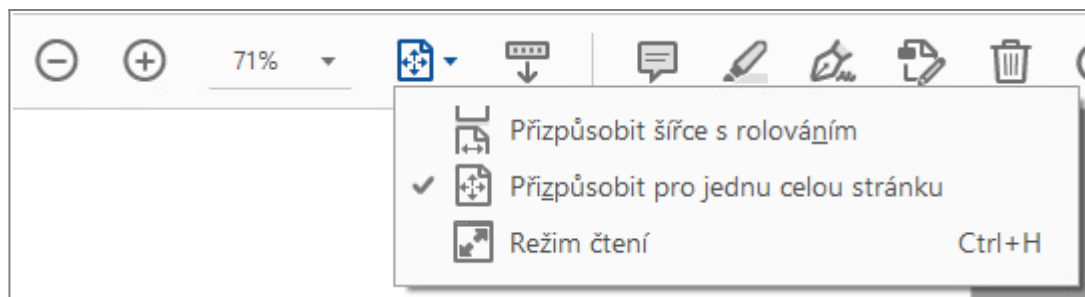 71%
Přizpůsobit šířce s rolováním
Přizpůsobit pro jednu celou stránku
Režim čtení Ctrl+H